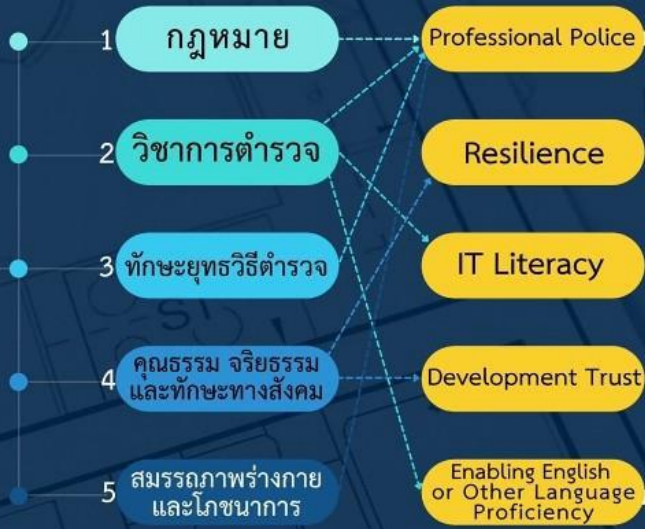 1 กฎหมาย
Professional Police
2 วิชาการตำรวจ
Resilience
3 ทักษะยุทธวิธีตำรวจ
IT Literacy
4 คุณธรรม จริยธรรม
และทักษะทางสังคม
Development Trust
5 สมรรถภาพร่างกาย
และโภชนาการ
Enabling English
or Other Language
Proficiency